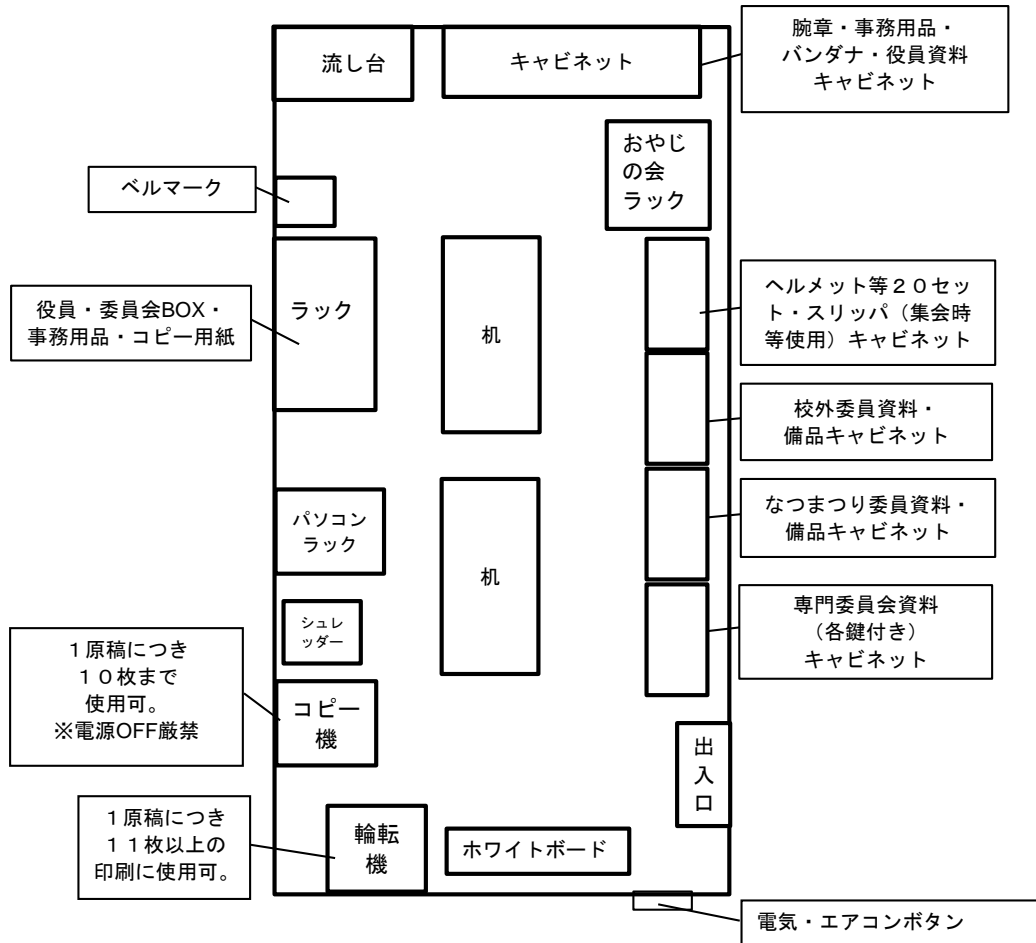 流し台
キャビネット
腕章・事務用品・
バンダナ・役員資料
キャビネット
おやじ
の会
ラック
ベルマーク
役員・委員会BOX・
事務用品・コピー用紙
ラック
机
ヘルメット等２０セッ
ト・スリッパ（集会時
等使用）キャビネット
校外委員資料・
備品キャビネット
なつまつり委員資料・
備品キャビネット
パソコン
ラック
机
専門委員会資料
（各鍵付き）
キャビネット
シュレ
ッダー
１原稿につき
１０枚まで
使用可。
※電源OFF厳禁
コピー
機
出
入
口
１原稿につき
１１枚以上の
印刷に使用可。
輪転
機
ホワイトボード
電気・エアコンボタン